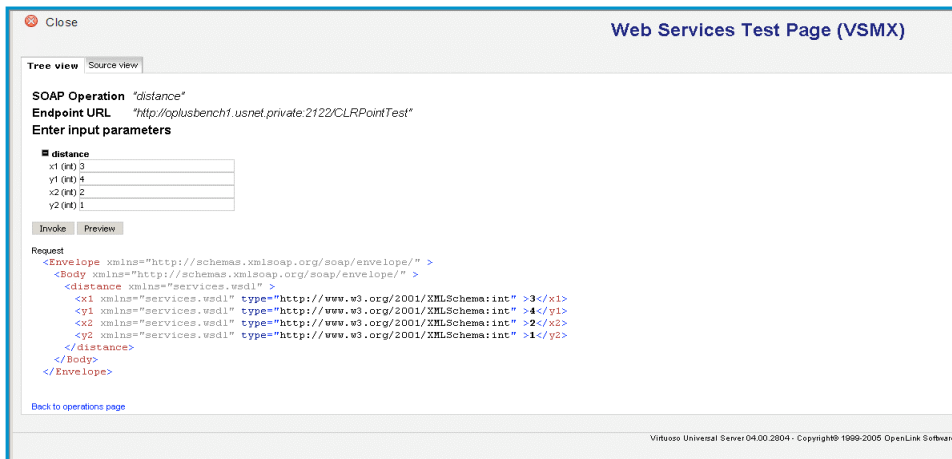 Close
Web Services Test Page (VSMX)
Tree view Source view
SOAP Operation "distance"
Endpoint URL "http://oplusbench1.usnet.private:2122/CLRPointTest"
Enter input parameters
distance
x1 (int) 3
y1 (int) 4
x2 (int) 2
y2 (int) 1
Invoke Preview
Request
<Envelope xmlns="http://schemas.xmlsoap.org/soap/envelope/" >
<Body xmlns="http://schemas.xmlsoap.org/soap/envelope/" >
<distance xmlns="services.wsdl" >
<x1 xmlns="services.wsdl" type="http://www.w3.org/2001/XMLSchema:int" >3</x1>
<y1 xmlns="services.wsdl" type="http://www.w3.org/2001/XMLSchema:int" >4</y1>
<x2 xmlns="services.wsdl" type="http://www.w3.org/2001/XMLSchema:int" >2</x2>
<y2 xmlns="services.wsdl" type="http://www.w3.org/2001/XMLSchema:int" >1</y2>
</distance>
</Body>
</Envelope>
Back to operations page
Virtuoso Universal Server 04.00.2804 - Copyright® 1999-2005 OpenLink Software